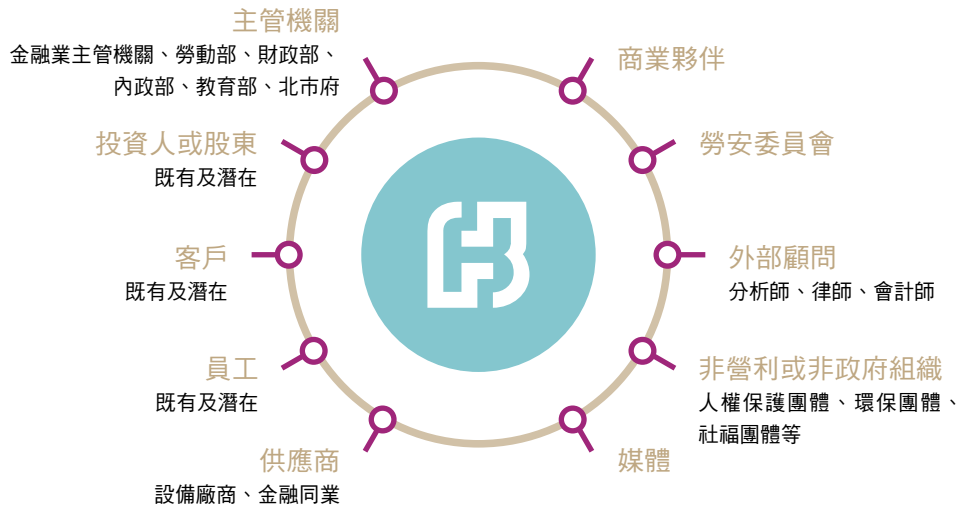 主管機關
金融業主管機關、勞動部、財政部、
內政部、教育部、北市府
投資人或股東
既有及潛在
客戶
既有及潛在
員工
既有及潛在
供應商
設備廠商、金融同業
商業夥伴
勞安委員會
外部顧問
分析師、律師、會計師
非營利或非政府組織
人權保護團體、環保團體、
社福團體等
媒體